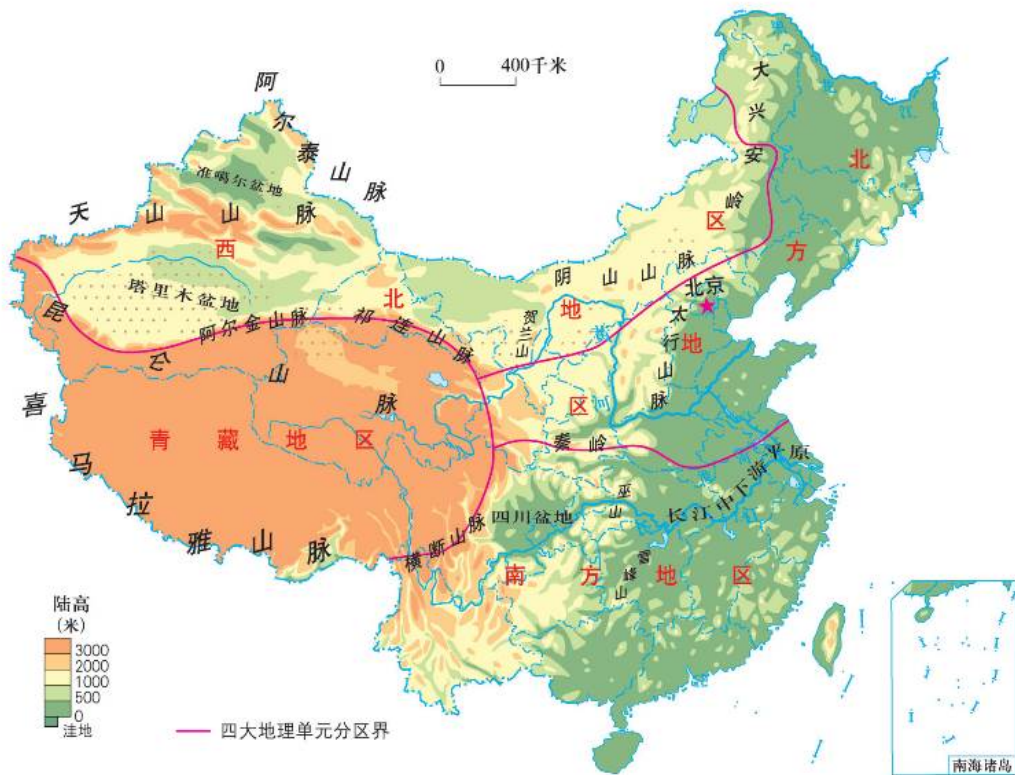 0 400千米
阿尔泰山脉
准噶尔盆地
天山山脉
大兴安岭
西北地区
北方地区
塔里木盆地
阴山山脉
北京
贺兰山
太行山脉
昆仑山脉
阿尔金山脉
祁连山脉
黄河
黑龙江
喜马拉雅山脉
青藏地区
秦岭
四川盆地
巫山
长江中下游平原
横断山脉
雪峰山
南方地区
陆高
(米)
3000
2000
1000
500
0
洼地
四大地理单元分区界
南海诸岛